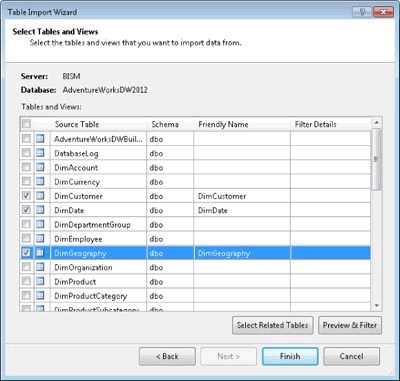 Table Import Wizard
Select Tables and Views
Select the tables and views that you want to import data from.
Server: BISM
Database: AdventureWorksDW2012
Tables and Views:
Source Table Schema Friendly Name Filter Details
AdventureWorksDWBuil... dbo
DatabaseLog dbo
DimAccount dbo
DimCurrency dbo
DimCustomer dbo DimCustomer
DimDate dbo DimDate
DimDepartmentGroup dbo
DimEmployee dbo
DimGeography dbo DimGeography
DimOrganization dbo
DimProduct dbo
DimProductCategory dbo
DimProductSubcategory dbo
Select Related Tables Preview & Filter
< Back Next > Finish Cancel